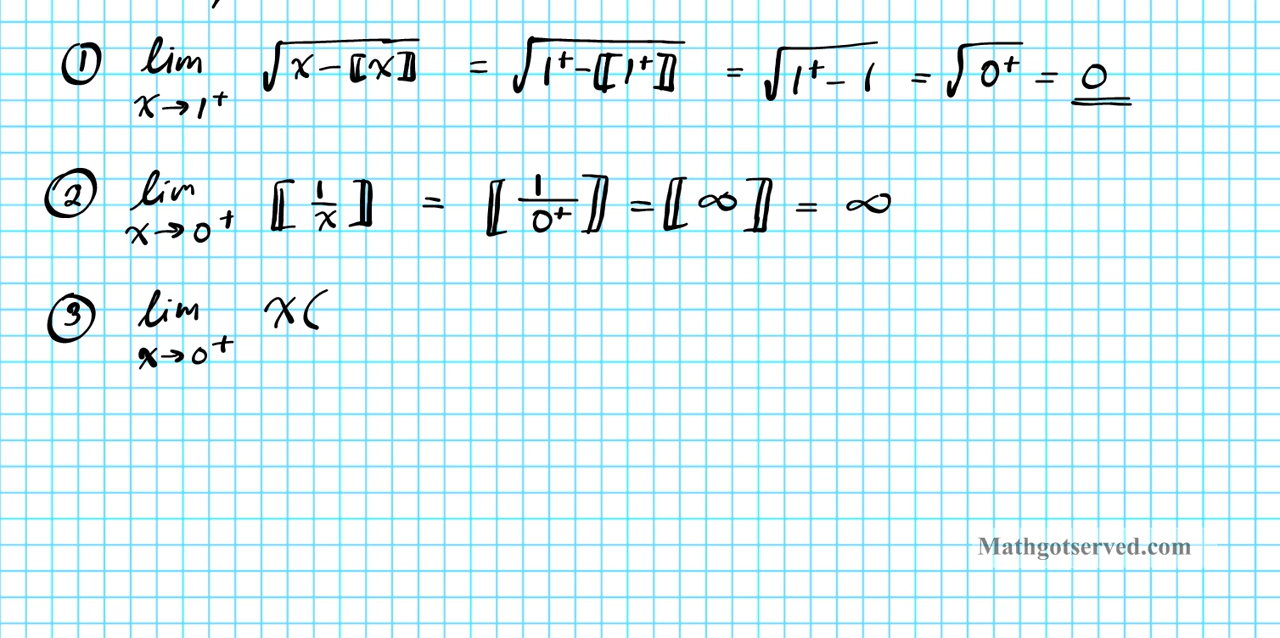 ① lim x→0⁺ √(x−⟦x⟧) = √(1⁺−⟦1⁺⟧) = √(1⁺−1) = √0⁺ = 0
x→1⁺
② lim ⟦1/x⟧ = ⟦1/0⁺⟧ = ⟦∞⟧ = ∞
x→0⁺
③ lim x(
x→0⁺
Mathgotserved.com